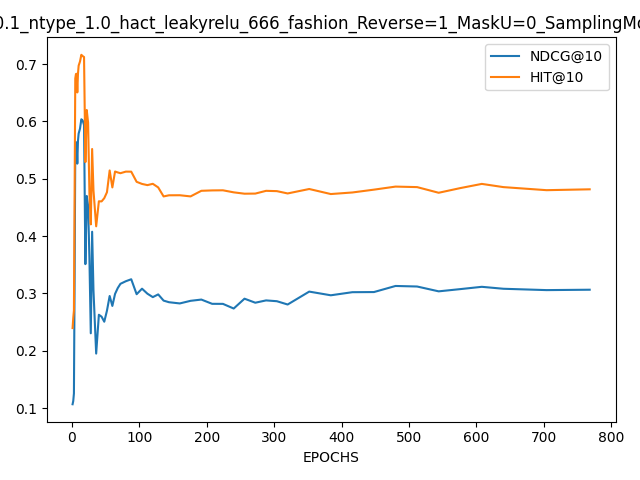 0.1_ntype_1.0_hact_leakyrelu_666_fashion_Reverse=1_MaskU=0_SamplingMo
NDCG@10
HIT@10
0.7
0.6
0.5
0.4
0.3
0.2
0.1
0 100 200 300 400 500 600 700 800
EPOCHS